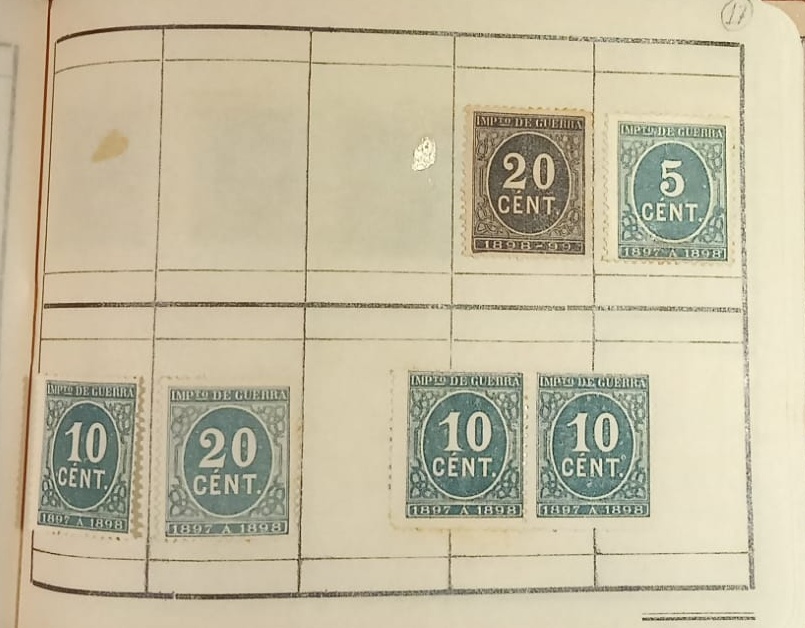 17
IMPTO DE GUERRA
20
CÉNT.
1898-99
IMPTO DE GUERRA
5
CÉNT.
1897 A 1898
IMPTO DE GUERRA
10
CÉNT.
1897 A 1898
IMPTO DE GUERRA
20
CÉNT.
1897 A 1898
IMPTO DE GUERRA
10
CÉNT.
1897 A 1898
IMPTO DE GUERRA
10
CÉNT.
1897 A 1898